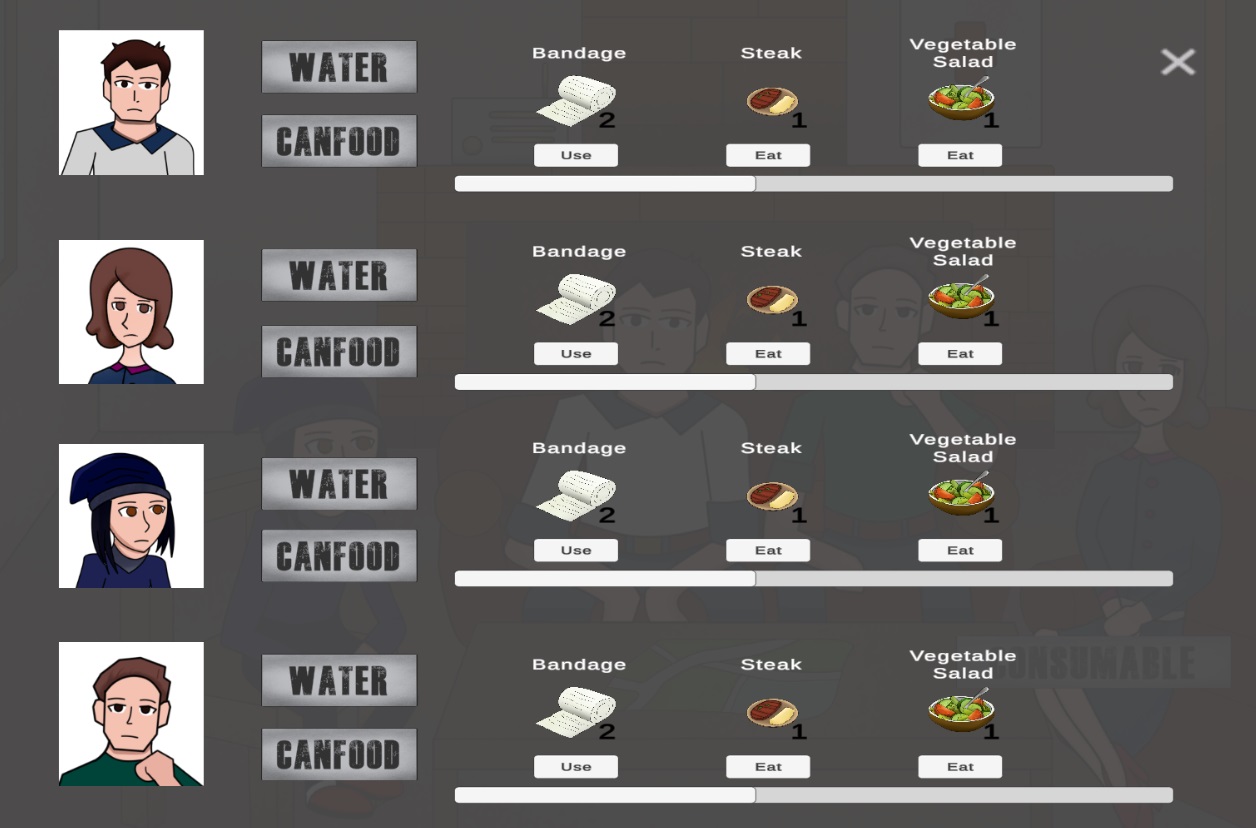 WATER
CANFOOD
Bandage
2
Use
Steak
1
Eat
Vegetable
Salad
1
Eat
WATER
CANFOOD
Bandage
2
Use
Steak
1
Eat
Vegetable
Salad
1
Eat
WATER
CANFOOD
Bandage
2
Use
Steak
1
Eat
Vegetable
Salad
1
Eat
WATER
CANFOOD
Bandage
2
Use
Steak
1
Eat
Vegetable
Salad
1
Eat
CONSUMABLE